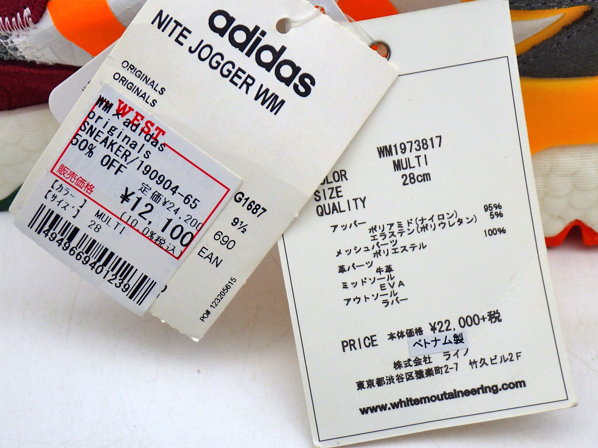 adidas
NITE JOGGER WM
ORIGINALS
ORIGINALS
WEST
WM x adidas
originals
SNEAKER/190904-65
50% OFF
定価¥24,200
販売価格
¥12,100
(10.0%税込)
【カラー】 MULTI
【サイズ】 28
4949669401239
G1687
9½
690
EAN
PO# 123205615
WM1973817
COLOR MULTI
SIZE 28cm
QUALITY
アッパー
ポリアミド(ナイロン) 95%
エラステン(ポリウレタン) 5%
メッシュパーツ
ポリエステル 100%
革パーツ 牛革
ミッドソール
EVA
アウトソール
ラバー
PRICE 本体価格 ¥22,000+税
ベトナム製
株式会社 ライノ
東京都渋谷区猿楽町2-7 竹久ビル2F
www.whitemoutaineering.com